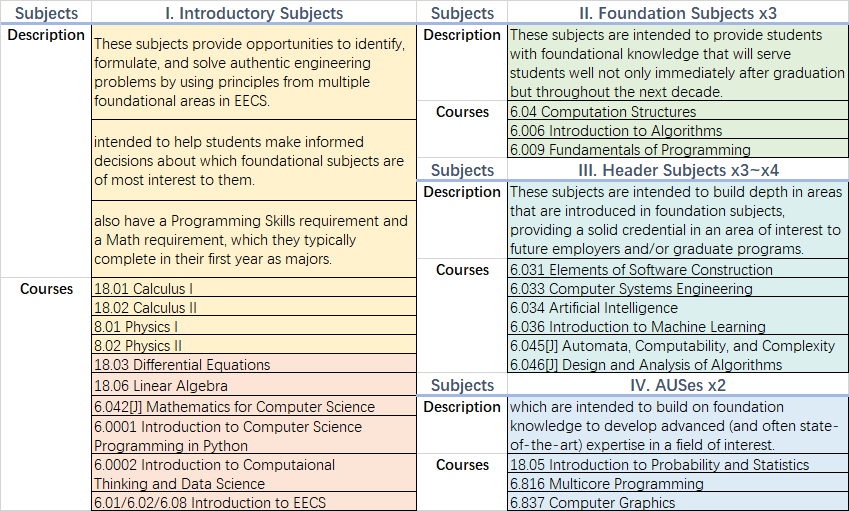 Subjects
I. Introductory Subjects
Description
These subjects provide opportunities to identify,
formulate, and solve authentic engineering
problems by using principles from multiple
foundational areas in EECS.
intended to help students make informed
decisions about which foundational subjects are
of most interest to them.
also have a Programming Skills requirement and
a Math requirement, which they typically
complete in their first year as majors.
Courses
18.01 Calculus I
18.02 Calculus II
8.01 Physics I
8.02 Physics II
18.03 Differential Equations
18.06 Linear Algebra
6.042[J] Mathematics for Computer Science
6.0001 Introduction to Computer Science
Programming in Python
6.0002 Introduction to Computaional
Thinking and Data Science
6.01/6.02/6.08 Introduction to EECS
Subjects
II. Foundation Subjects x3
Description
These subjects are intended to provide students
with foundational knowledge that will serve
students well not only immediately after graduation
but throughout the next decade.
Courses
6.04 Computation Structures
6.006 Introduction to Algorithms
6.009 Fundamentals of Programming
Subjects
III. Header Subjects x3~x4
Description
These subjects are intended to build depth in areas
that are introduced in foundation subjects,
providing a solid credential in an area of interest to
future employers and/or graduate programs.
Courses
6.031 Elements of Software Construction
6.033 Computer Systems Engineering
6.034 Artificial Intelligence
6.036 Introduction to Machine Learning
6.045[J] Automata, Computability, and Complexity
6.046[J] Design and Analysis of Algorithms
Subjects
IV. AUSes x2
Description
which are intended to build on foundation
knowledge to develop advanced (and often state-
of-the-art) expertise in a field of interest.
Courses
18.05 Introduction to Probability and Statistics
6.816 Multicore Programming
6.837 Computer Graphics